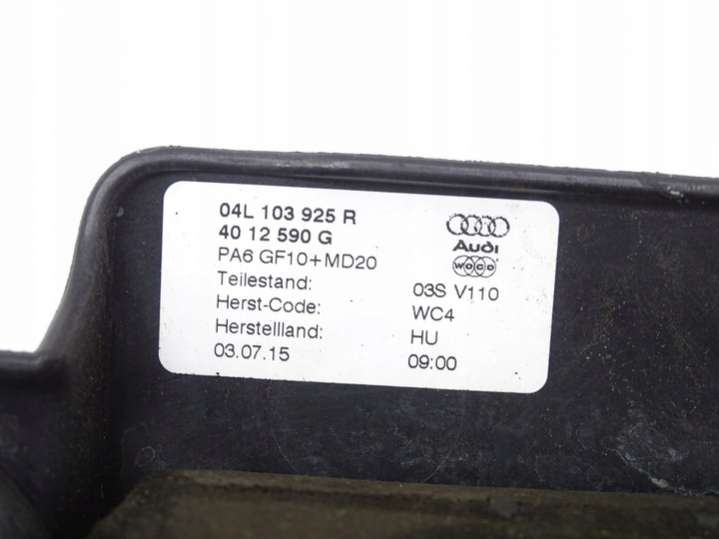 04L 103 925 R
40 12 590 G
Audi
PA6 GF10+MD20
WOCO
Teilestand: 03S V110
Herst-Code: WC4
Herstellland: HU
03.07.15 09:00